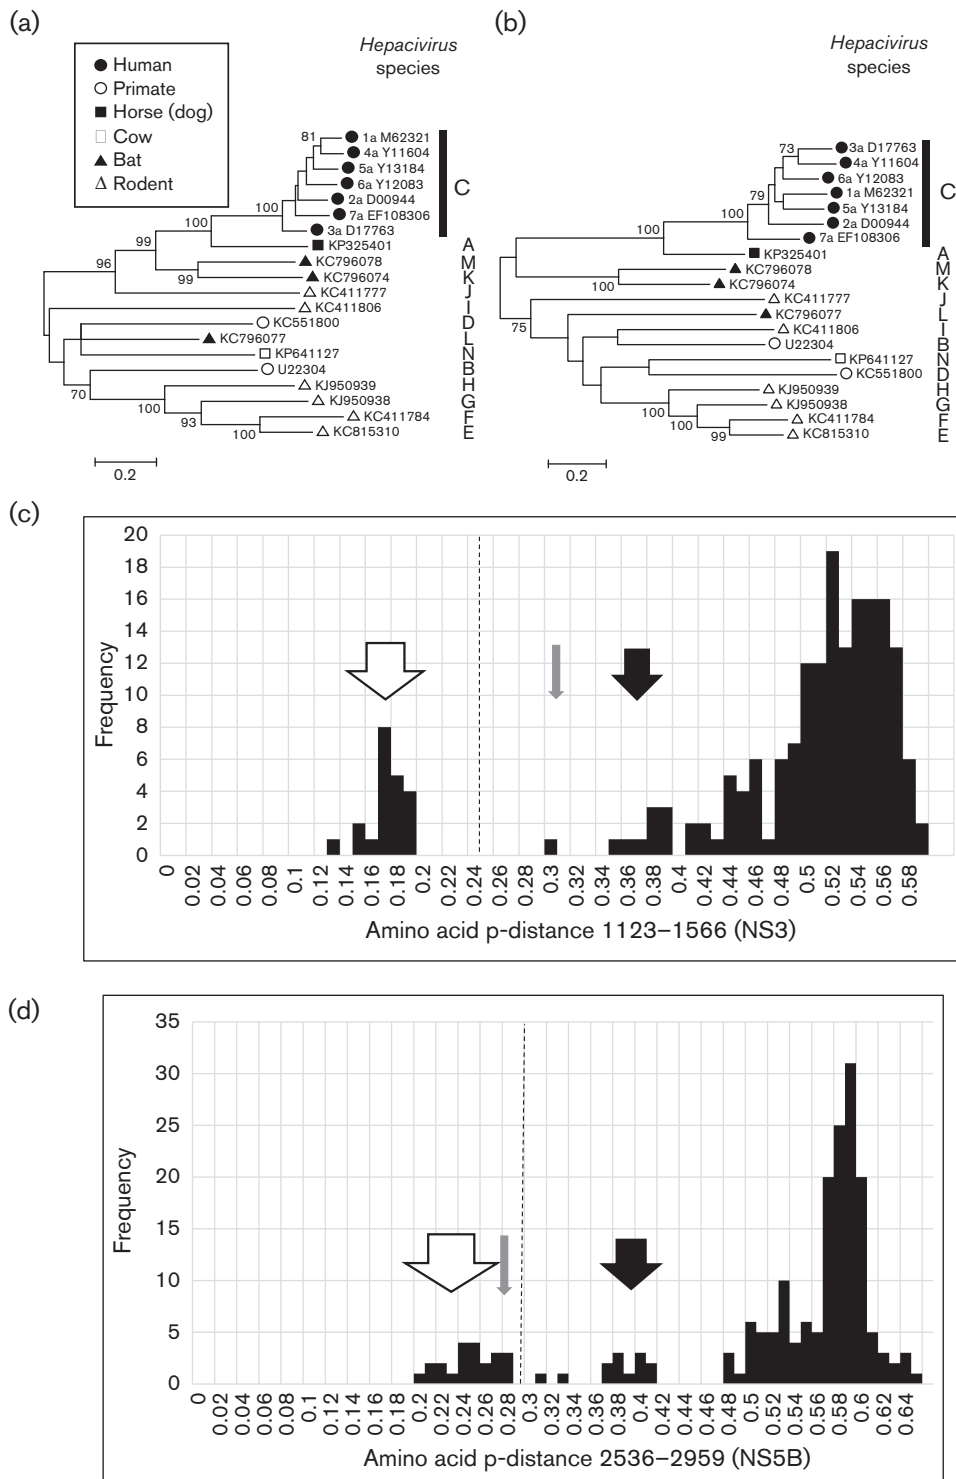 (a)
Hepacivirus
species
Human
Primate
Horse (dog)
Cow
Bat
Rodent
81
1a M62321
4a Y11604
5a Y13184
6a Y12083
2a D00944
7a EF108306
3a D17763
C
100
100
99
96
99
KP325401
A
KC796078
M
KC796074
K
KC411777
J
KC411806
I
KC551800
D
KC796077
L
KP641127
N
U22304
B
70
KJ950939
H
100
KJ950938
G
93
KC411784
F
100
KC815310
E
0.2
(b)
Hepacivirus
species
73
3a D17763
4a Y11604
6a Y12083
79
1a M62321
5a Y13184
2a D00944
7a EF108306
C
100
100
KP325401
A
KC796078
M
100
KC796074
K
KC411777
J
75
KC796077
L
KC411806
I
U22304
B
KP641127
N
KC551800
D
KJ950939
H
100
KJ950938
G
100
KC411784
F
99
KC815310
E
0.2
(c)
20
18
16
14
12
10
8
6
4
2
0
Frequency
0 0.02 0.04 0.06 0.08 0.1 0.12 0.14 0.16 0.18 0.2 0.22 0.24 0.26 0.28 0.3 0.32 0.34 0.36 0.38 0.4 0.42 0.44 0.46 0.48 0.5 0.52 0.54 0.56 0.58
Amino acid p-distance 1123–1566 (NS3)
(d)
35
30
25
20
15
10
5
0
Frequency
0 0.02 0.04 0.06 0.08 0.1 0.12 0.14 0.16 0.18 0.2 0.22 0.24 0.26 0.28 0.3 0.32 0.34 0.36 0.38 0.4 0.42 0.44 0.46 0.48 0.5 0.52 0.54 0.56 0.58 0.6 0.62 0.64
Amino acid p-distance 2536–2959 (NS5B)